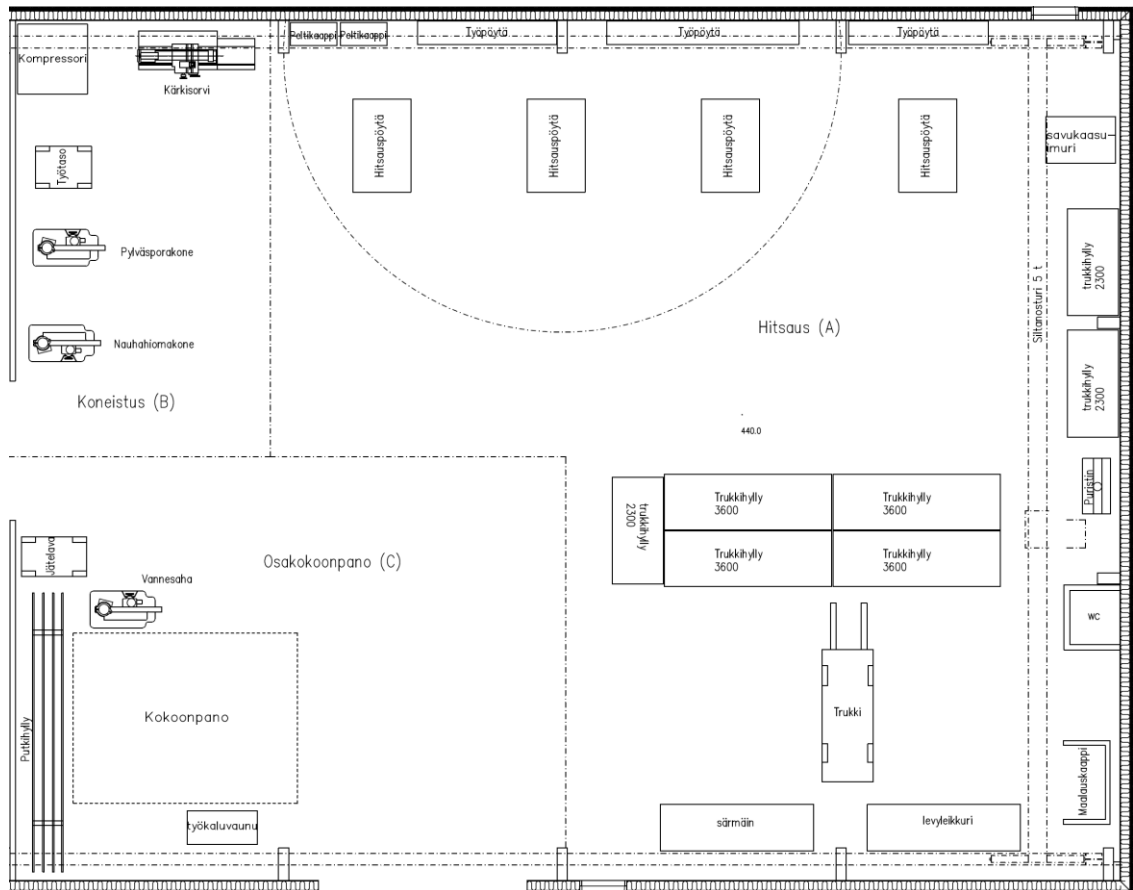 Peltikaappi
Peltikaappi
Työpöytä
Työpöytä
Työpöytä
Kompressori
Kärkisorvi
Hitsauspöytä
Hitsauspöytä
Hitsauspöytä
Hitsauspöytä
savukaasu-
imuri
Työtaso
Pylväsporakone
trukkihylly
2300
Siltanosturi 5 t
Hitsaus (A)
Nauhahiomakone
trukkihylly
2300
Koneistus (B)
440.0
Puristin
trukkihylly
2300
Trukkihylly
3600
Trukkihylly
3600
Trukkihylly
3600
Trukkihylly
3600
Jätelava
Osakokoonpano (C)
Vannesaha
WC
Kokoonpano
Trukki
Putkihylly
Maalauskaappi
työkaluvaunu
särmäin
levyleikkuri